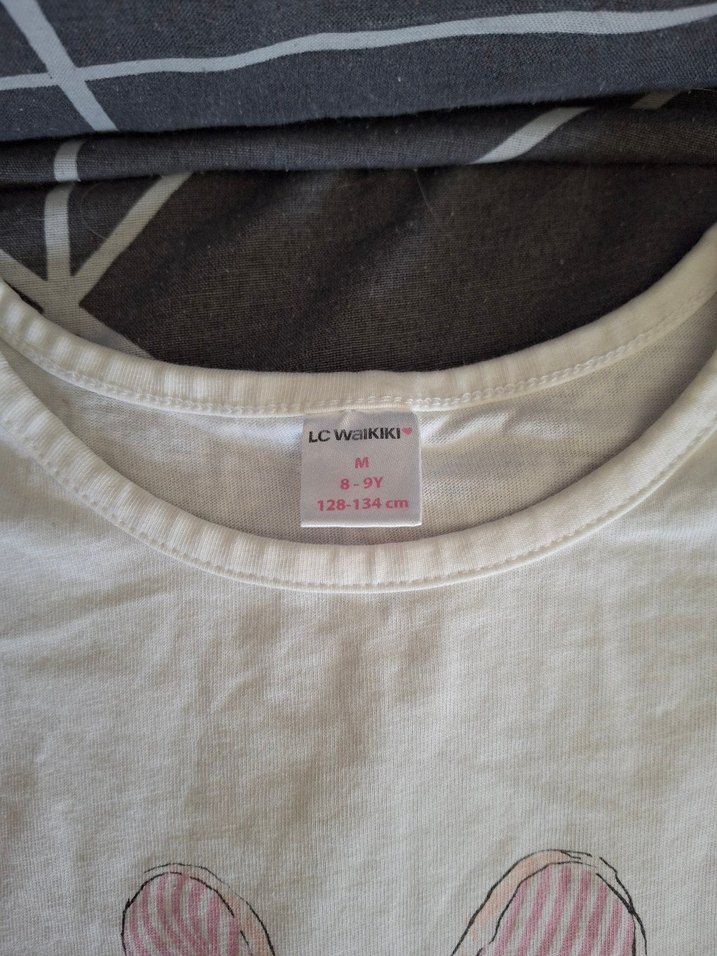 LC WaIKIKI
M
8 - 9Y
128-134 cm